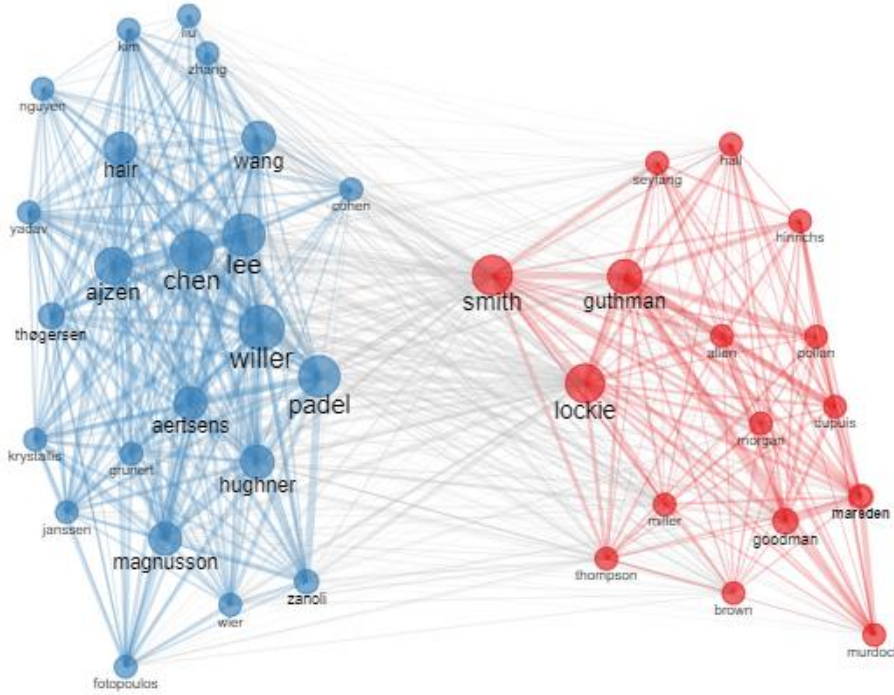 liu
kim
zhang
nguyen
hair
wang
hall
seyfang
cohen
yadav
hinrichs
lee
chen
ajzen
smith
guthman
thøgersen
willer
allen
pollan
padel
lockie
aertsens
dupuis
morgan
krystallis
grunert
hughner
marsden
miller
goodman
janssen
magnusson
thompson
zanoli
brown
wier
murdoc
fotopoulos